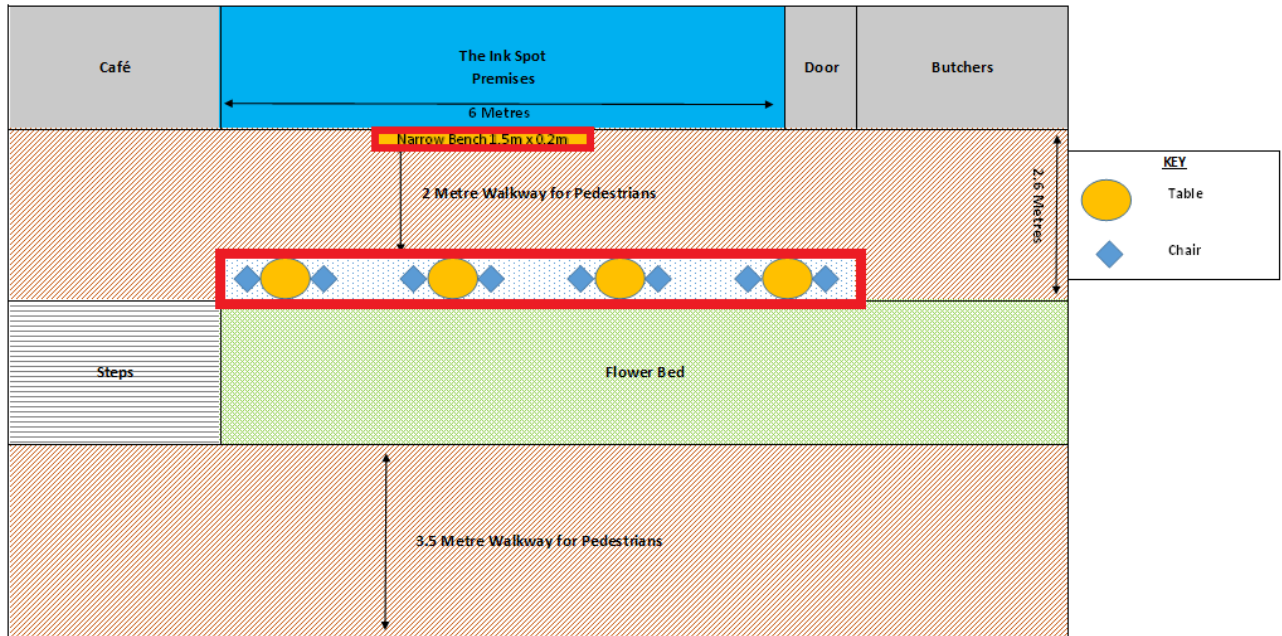 Café
The Ink Spot
Premises
Door
Butchers
6 Metres
Narrow Bench 1.5m x 0.2m
2 Metre Walkway for Pedestrians
2.6 Metres
KEY
Table
Chair
Steps
Flower Bed
3.5 Metre Walkway for Pedestrians